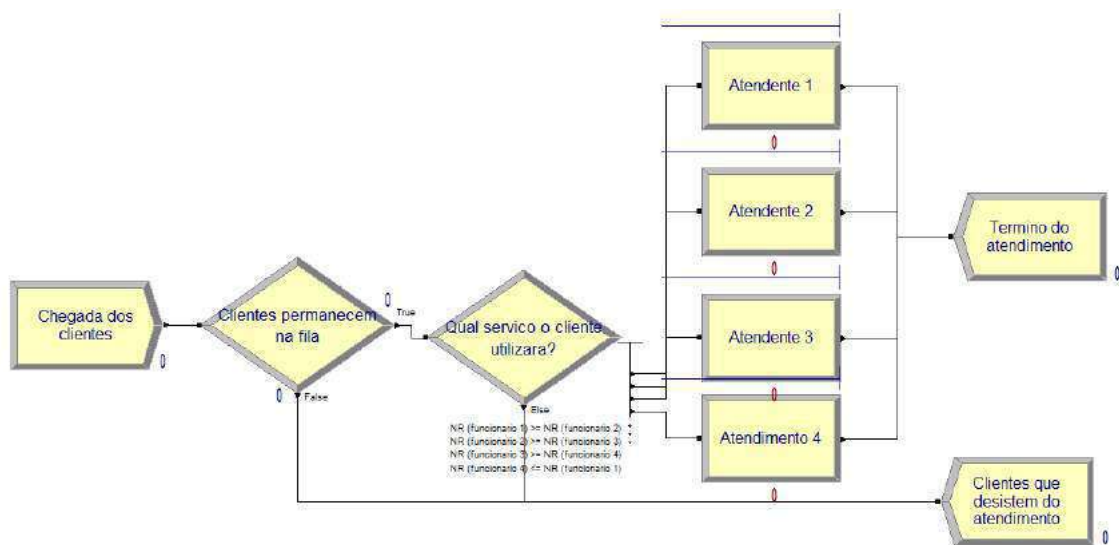 Chegada dos
clientes
0
Clientes permanecem
na fila
0
True
0
False
Qual servico o cliente
utilizara?
Else
NR (funcionario 1) >= NR (funcionario 2)
NR (funcionario 2) >= NR (funcionario 3)
NR (funcionario 3) >= NR (funcionario 4)
NR (funcionario 4) <= NR (funcionario 1)
Atendente 1
0
Atendente 2
0
Atendente 3
0
Atendimento 4
0
Termino do
atendimento
0
Clientes que
desistem do
atendimento
0